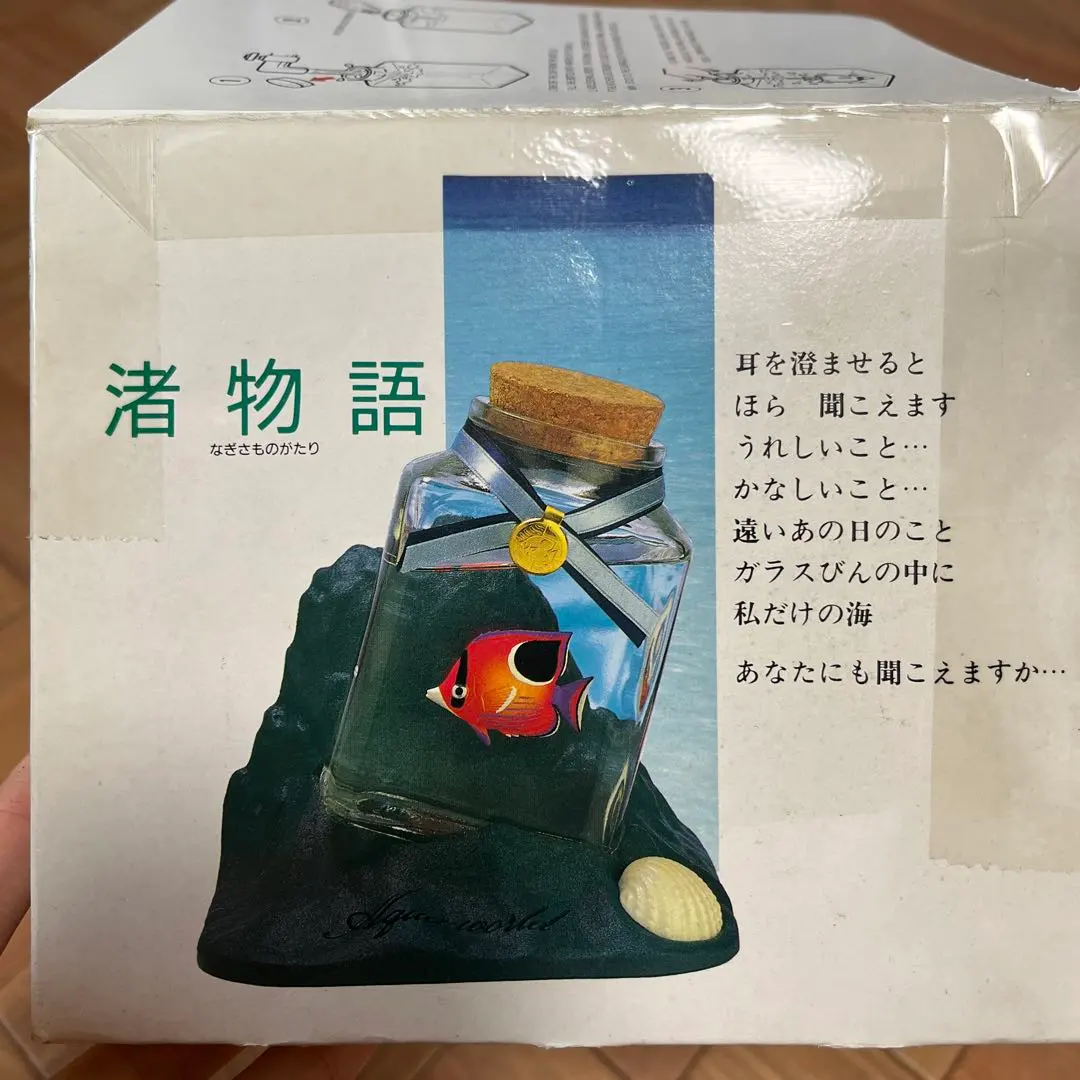 渚物語
なぎさものがたり
耳を澄ませると
ほら　聞こえます
うれしいこと…
かなしいこと…
遠いあの日のこと
ガラスびんの中に
私だけの海
あなたにも聞こえますか…
Aqua world